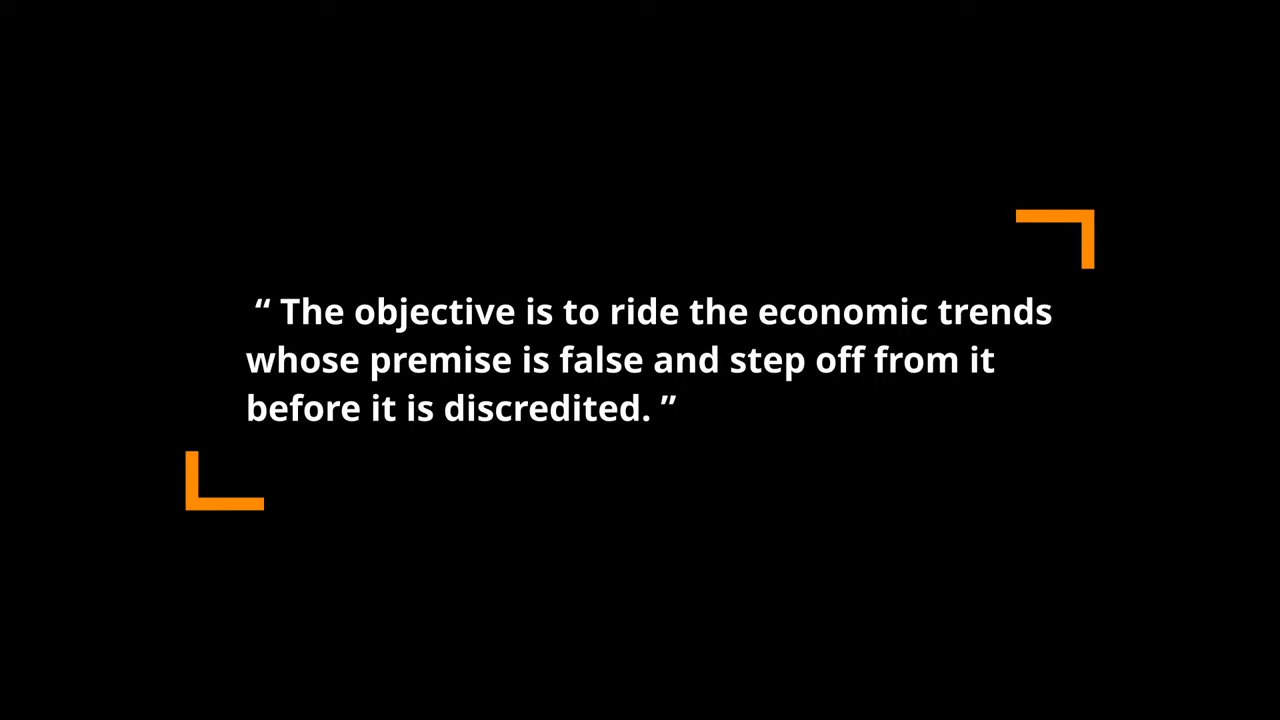 “ The objective is to ride the economic trends
whose premise is false and step off from it
before it is discredited. ”